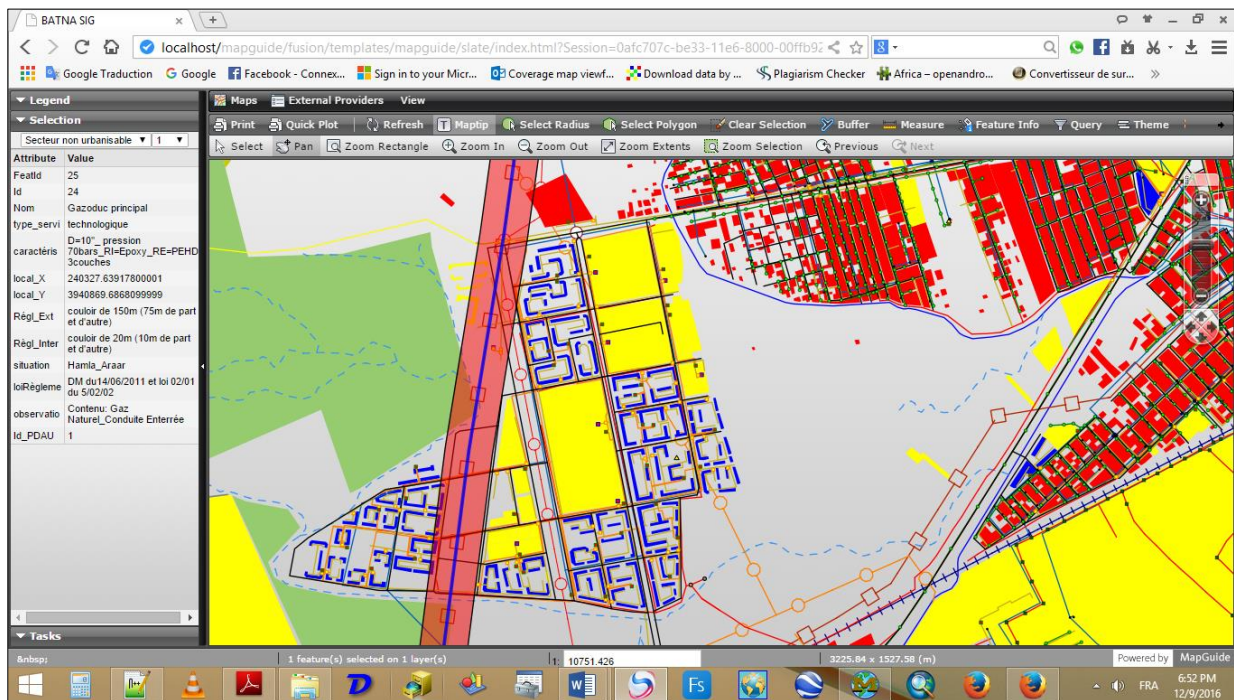 BATNA SIG
localhost/mapguide/fusion/templates/mapguide/slate/index.html?Session=0afc707c-be33-11e6-8000-00ffb92
Google Traduction Google Facebook - Connex... Sign in to your Micr... Coverage map viewf... Download data by ... Plagiarism Checker Africa – openandro... Convertisseur de sur... »
Legend
Selection
Secteur non urbanisable 1
Attribute Value
FeatId 25
Id 24
Nom Gazoduc principal
type_servi technologique
caractéris D=10"_ pression
70bars_RI=Epoxy_RE=PEHD
3couches
local_X 240327.63917800001
local_Y 3940869.6868099999
Règl_Ext couloir de 150m (75m de part
et d'autre)
Règl_Inter couloir de 20m (10m de part
et d'autre)
situation Hamla_Araar
loiRègleme DM du14/06/2011 et loi 02/01
du 5/02/02
observatio Contenu: Gaz
Naturel_Conduite Enterrée
Id_PDAU 1
Tasks
Maps External Providers View
Print Quick Plot Refresh Maptip Select Radius Select Polygon Clear Selection Buffer Measure Feature Info Query Theme
Select Pan Zoom Rectangle Zoom In Zoom Out Zoom Extents Zoom Selection Previous Next
&nbsp; 1 feature(s) selected on 1 layer(s) 1: 10751.426 3225.84 x 1527.58 (m) Powered by MapGuide
FRA 6:52 PM
12/9/2016